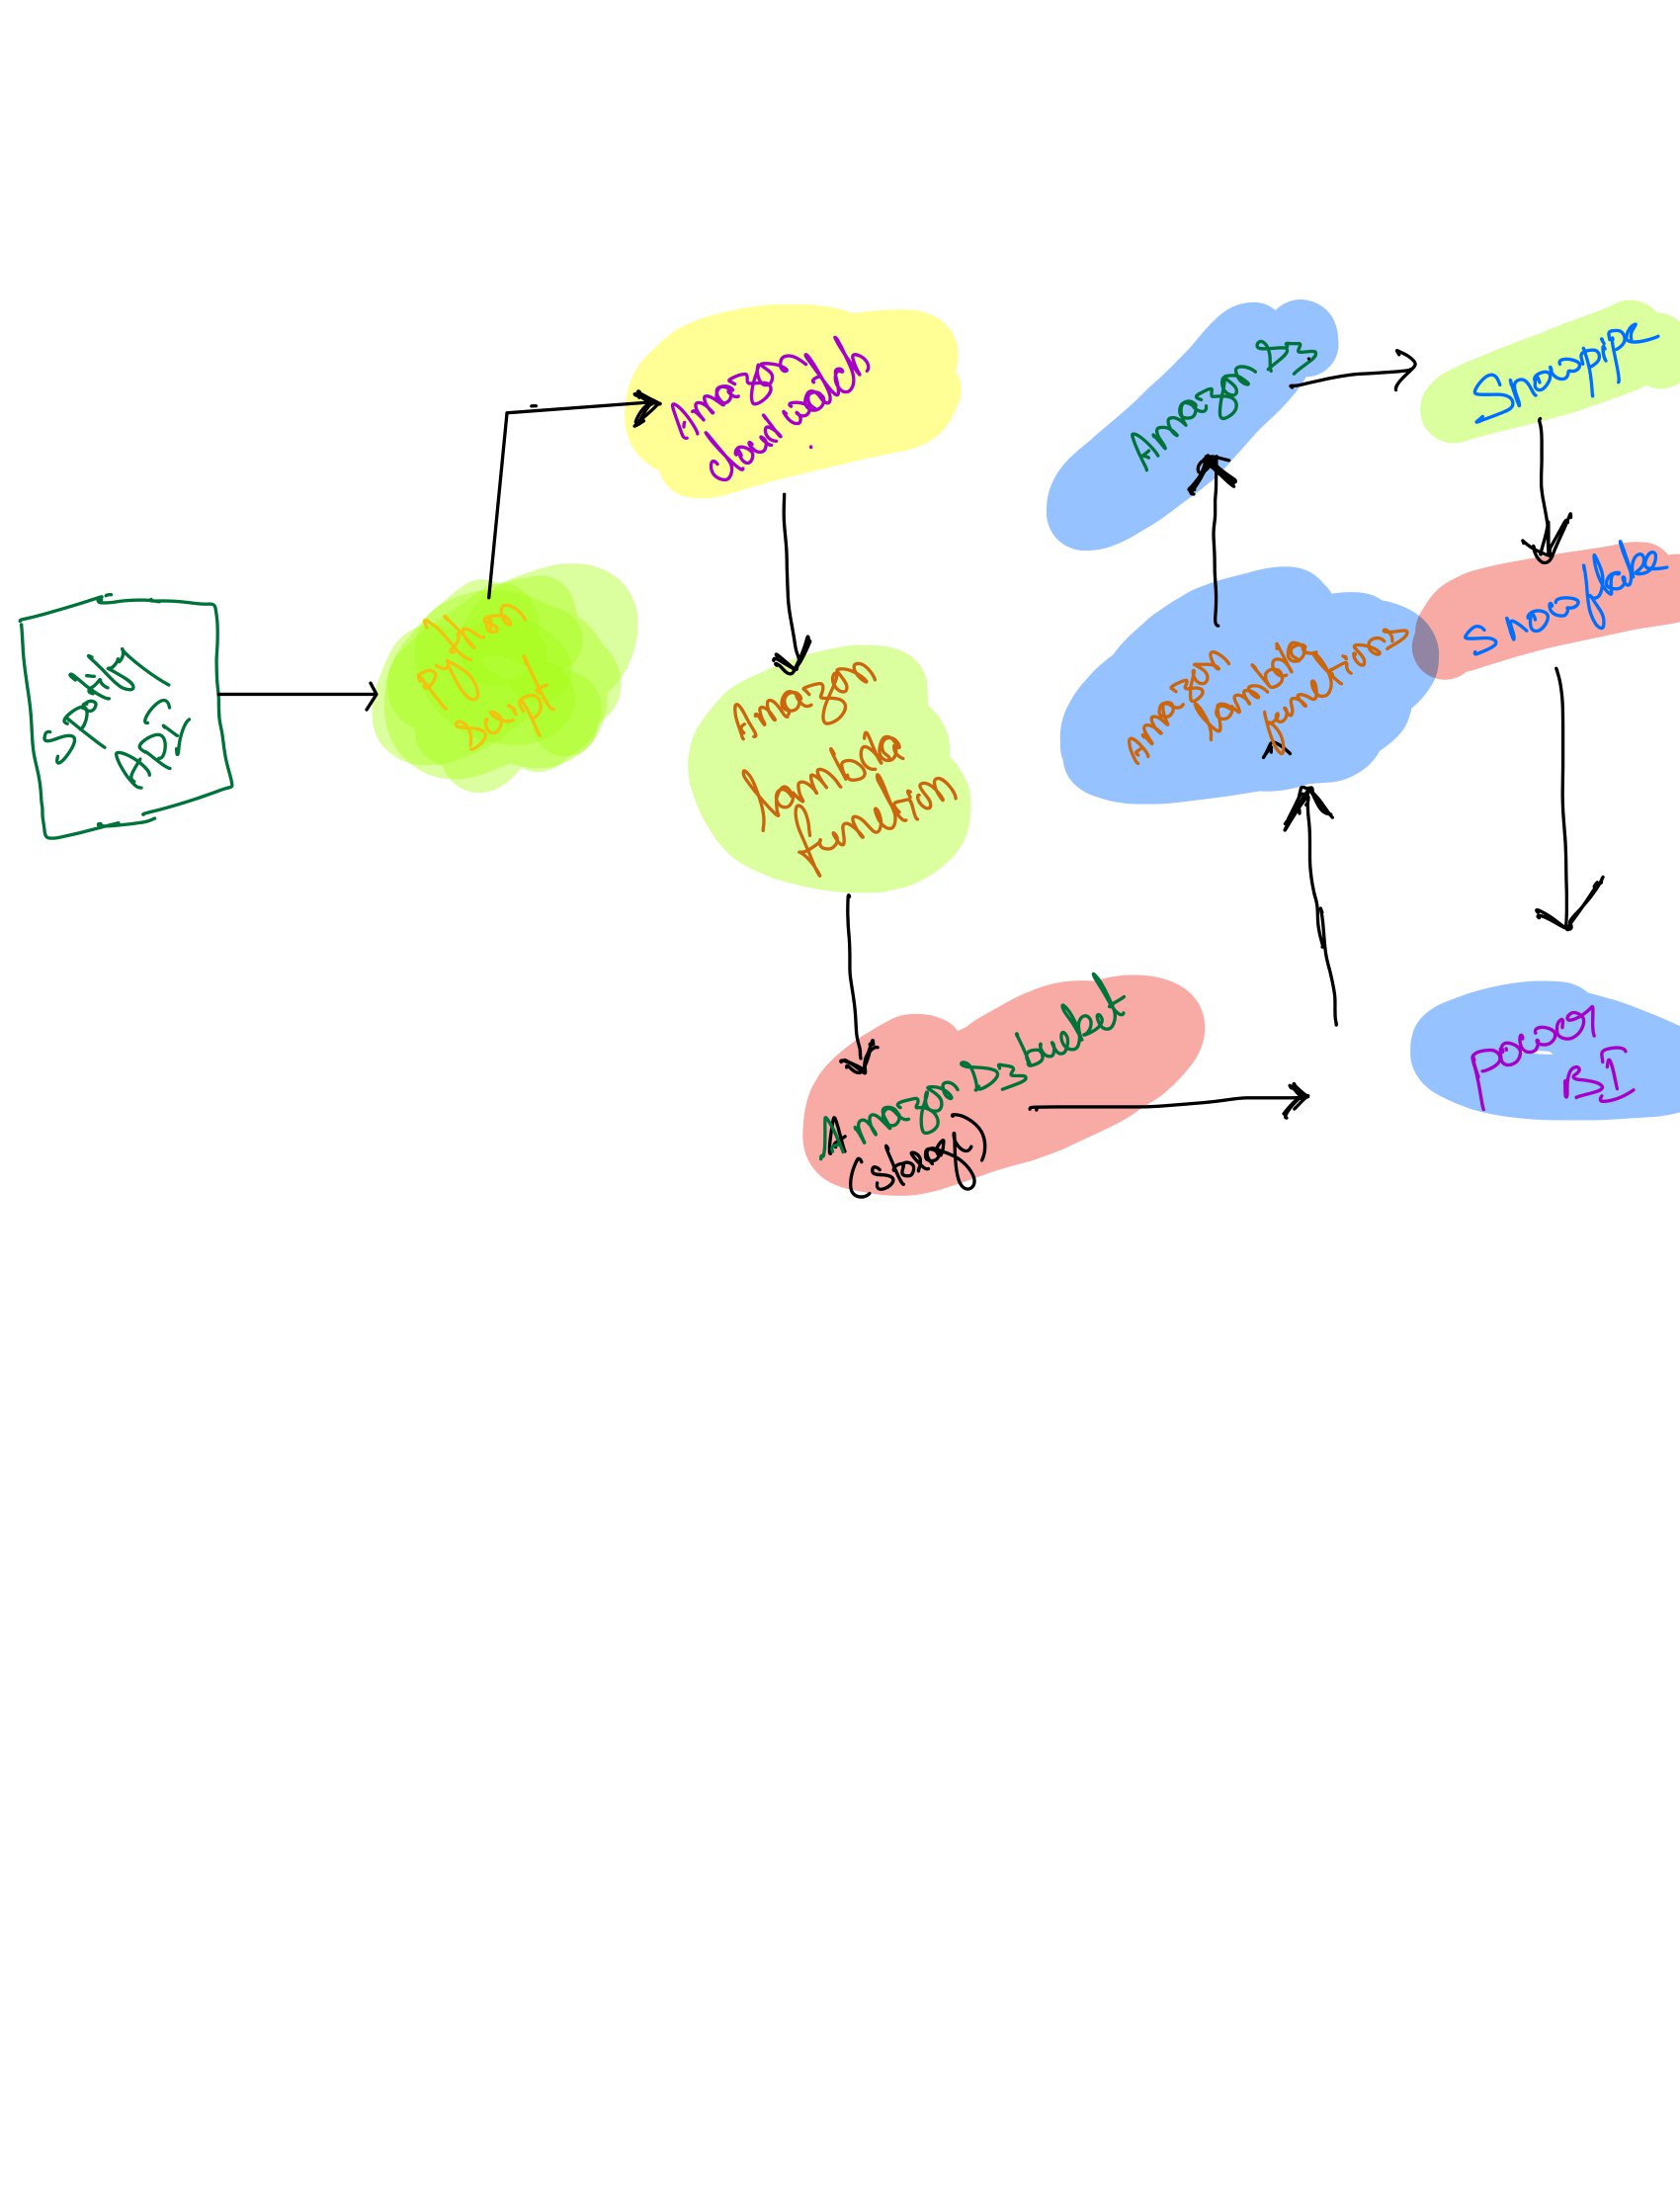 Spotify
API
Python
Script
Amazon
cloud watch
Amazon
Lambda
function
Amazon S3 bucket
(storage)
Amazon
Lambda
functions
Amazon S3
Snowpipe
Snowflake
power
BI